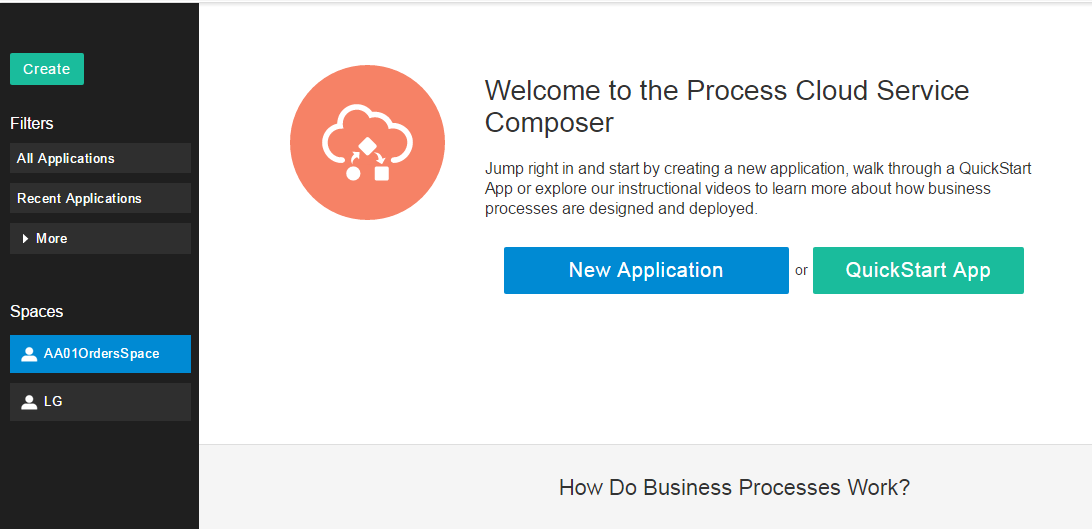 Create
Filters
All Applications
Recent Applications
More
Spaces
AA01OrdersSpace
LG
Welcome to the Process Cloud Service
Composer
Jump right in and start by creating a new application, walk through a QuickStart
App or explore our instructional videos to learn more about how business
processes are designed and deployed.
New Application or QuickStart App
How Do Business Processes Work?